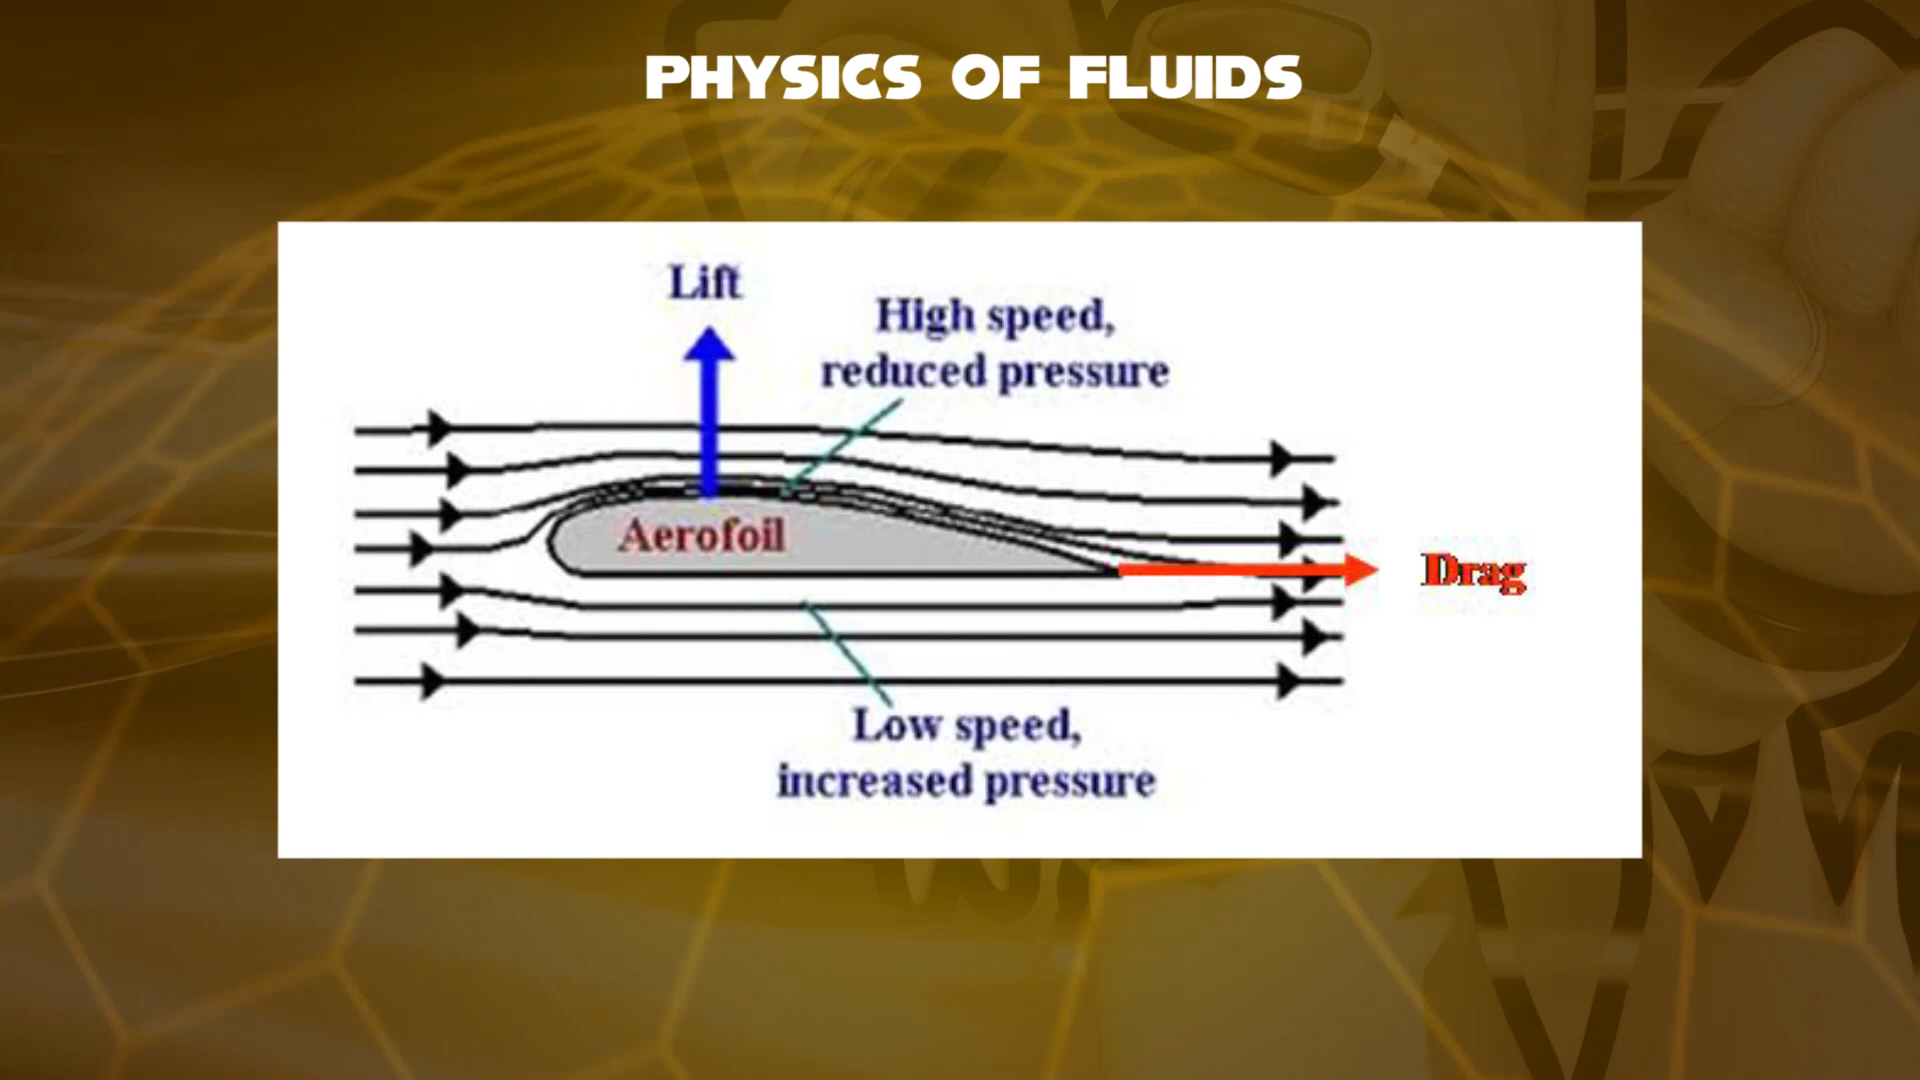 PHYSICS OF FLUIDS
Lift
High speed,
reduced pressure
Aerofoil
Drag
Low speed,
increased pressure